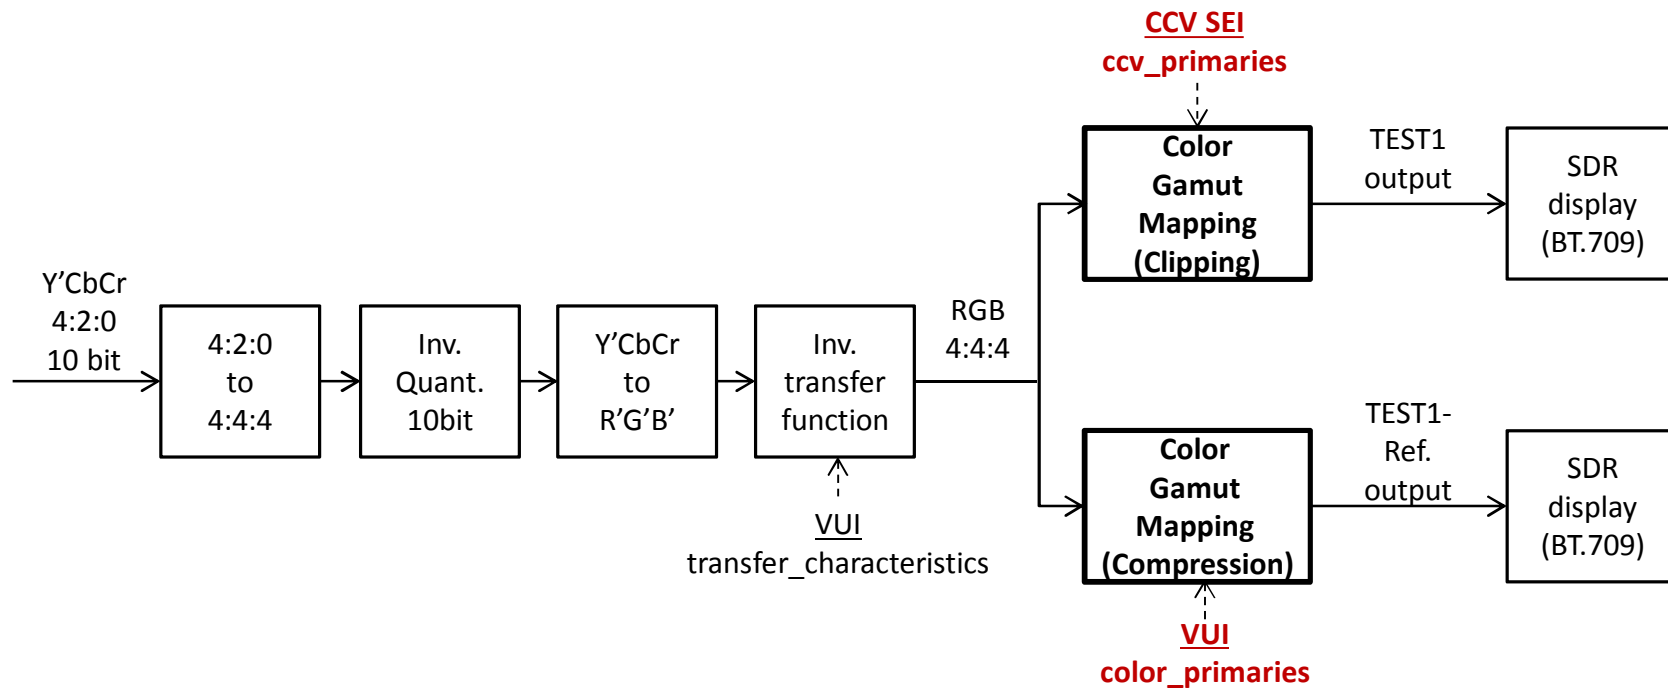 CCV SEI
ccv_primaries
Color
Gamut
Mapping
(Clipping)
TEST1
output
SDR
display
(BT.709)
Y’CbCr
4:2:0
10 bit
4:2:0
to
4:4:4
Inv.
Quant.
10bit
Y’CbCr
to
R’G’B’
Inv.
transfer
function
RGB
4:4:4
VUI
transfer_characteristics
Color
Gamut
Mapping
(Compression)
TEST1-
Ref.
output
SDR
display
(BT.709)
VUI
color_primaries